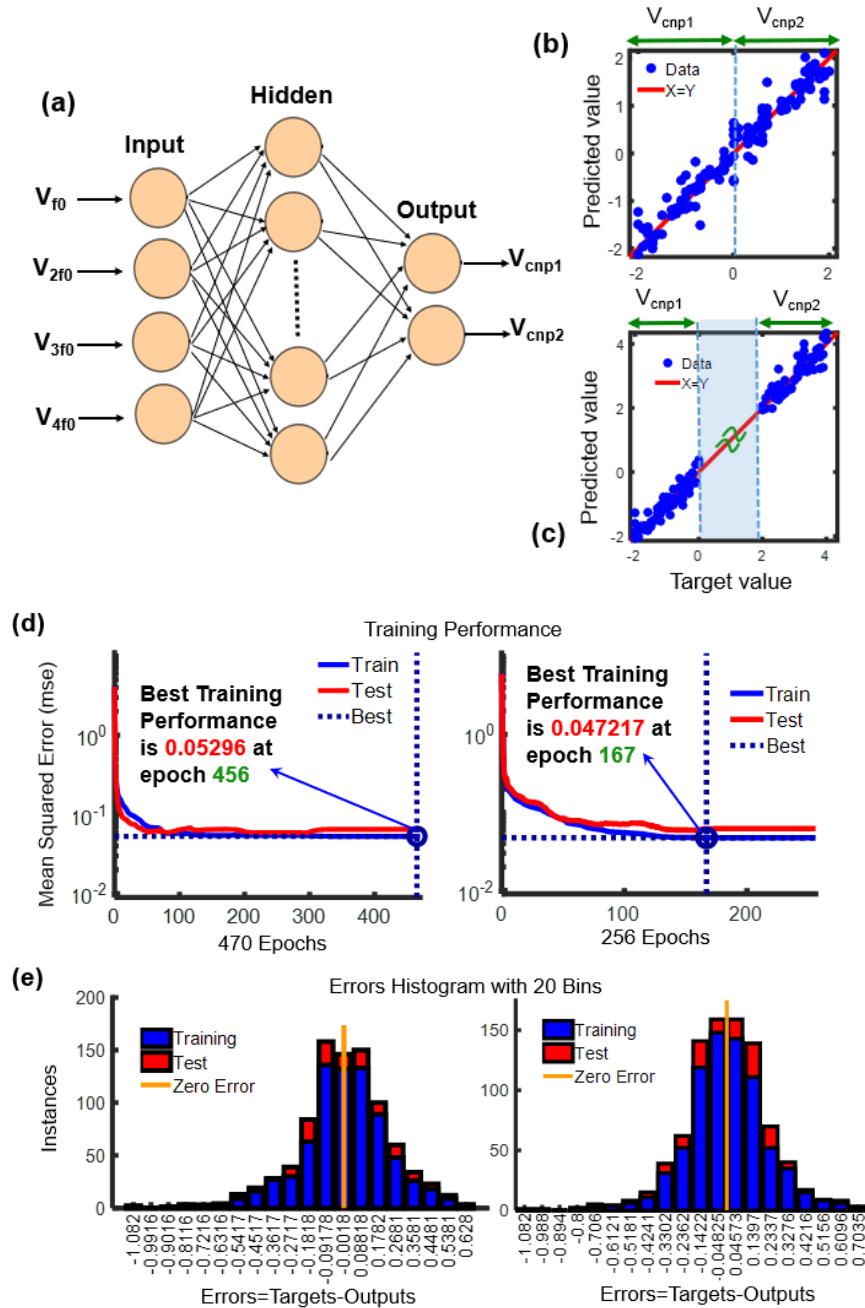 (a)
Input
Hidden
Output
Vf0
V2f0
V3f0
V4f0
Vcnp1
Vcnp2
(b)
Vcnp1
Vcnp2
Data
X=Y
Predicted value
2
1
0
-1
-2
-2
0
2
(c)
Vcnp1
Vcnp2
Data
X=Y
Predicted value
4
2
0
-2
-2
0
2
4
Target value
(d)
Training Performance
Mean Squared Error (mse)
10^0
10^-1
10^-2
Train
Test
Best
Best Training
Performance
is 0.05296 at
epoch 456
0
100
200
300
400
470 Epochs
10^0
10^-2
Train
Test
Best
Best Training
Performance
is 0.047217 at
epoch 167
0
100
200
256 Epochs
(e)
Errors Histogram with 20 Bins
Instances
200
150
100
50
0
Training
Test
Zero Error
-1.082
-0.9916
-0.9016
-0.8116
-0.7216
-0.6316
-0.5417
-0.4517
-0.3617
-0.2717
-0.1818
-0.09178
-0.0018
0.08818
0.1782
0.2681
0.3581
0.4481
0.5381
0.628
Errors=Targets-Outputs
150
100
50
0
Training
Test
Zero Error
-1.082
-0.988
-0.894
-0.8
-0.706
-0.6121
-0.5181
-0.4241
-0.3302
-0.2362
-0.1422
-0.04825
0.04573
0.1397
0.2337
0.3276
0.4216
0.5156
0.6096
0.7035
Errors=Targets-Outputs